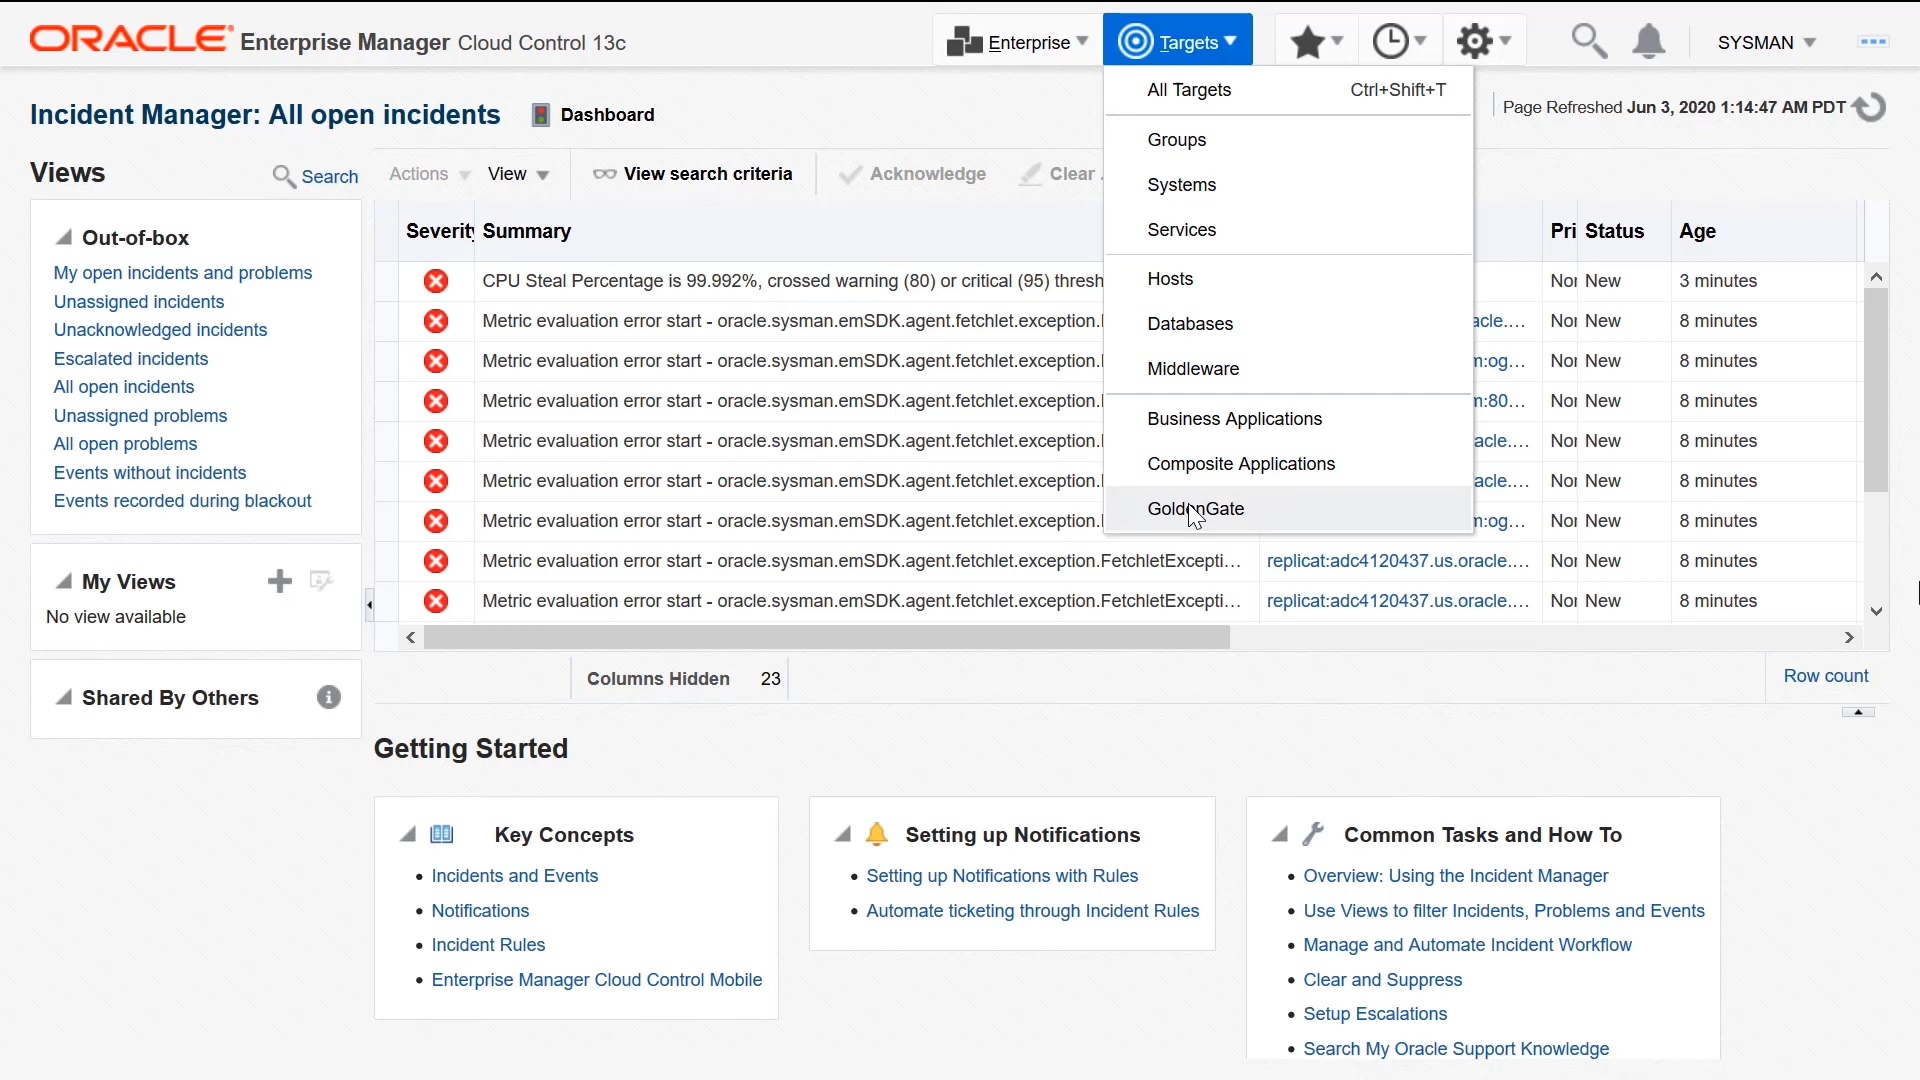 ORACLE Enterprise Manager Cloud Control 13c
Enterprise
Targets
SYSMAN
Incident Manager: All open incidents
Dashboard
Page Refreshed Jun 3, 2020 1:14:47 AM PDT
All Targets Ctrl+Shift+T
Groups
Systems
Services
Hosts
Databases
Middleware
Business Applications
Composite Applications
GoldenGate
Views
Search
Out-of-box
My open incidents and problems
Unassigned incidents
Unacknowledged incidents
Escalated incidents
All open incidents
Unassigned problems
All open problems
Events without incidents
Events recorded during blackout
My Views
No view available
Shared By Others
Actions View View search criteria Acknowledge Clear .
Severity Summary Pri Status Age
CPU Steal Percentage is 99.992%, crossed warning (80) or critical (95) thresh Nor New 3 minutes
Metric evaluation error start - oracle.sysman.emSDK.agent.fetchlet.exception. acle.... Nor New 8 minutes
Metric evaluation error start - oracle.sysman.emSDK.agent.fetchlet.exception. n:og... Nor New 8 minutes
Metric evaluation error start - oracle.sysman.emSDK.agent.fetchlet.exception. n:80... Nor New 8 minutes
Metric evaluation error start - oracle.sysman.emSDK.agent.fetchlet.exception. acle.... Nor New 8 minutes
Metric evaluation error start - oracle.sysman.emSDK.agent.fetchlet.exception. acle.... Nor New 8 minutes
Metric evaluation error start - oracle.sysman.emSDK.agent.fetchlet.exception. n:og... Nor New 8 minutes
Metric evaluation error start - oracle.sysman.emSDK.agent.fetchlet.exception.FetchletExcepti... replicat:adc4120437.us.oracle.... Nor New 8 minutes
Metric evaluation error start - oracle.sysman.emSDK.agent.fetchlet.exception.FetchletExcepti... replicat:adc4120437.us.oracle.... Nor New 8 minutes
Columns Hidden 23
Row count
Getting Started
Key Concepts
• Incidents and Events
• Notifications
• Incident Rules
• Enterprise Manager Cloud Control Mobile
Setting up Notifications
• Setting up Notifications with Rules
• Automate ticketing through Incident Rules
Common Tasks and How To
• Overview: Using the Incident Manager
• Use Views to filter Incidents, Problems and Events
• Manage and Automate Incident Workflow
• Clear and Suppress
• Setup Escalations
• Search My Oracle Support Knowledge